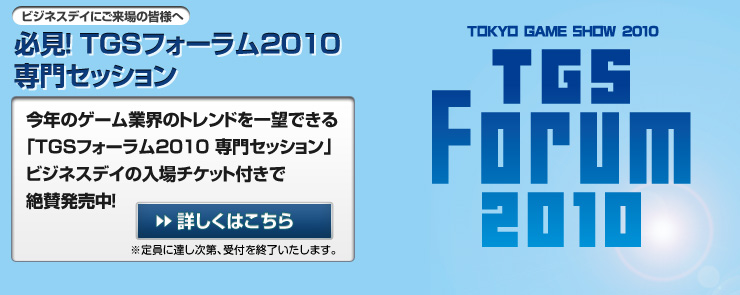 ビジネスデイにご来場の皆様へ
必見! TGSフォーラム2010
専門セッション
今年のゲーム業界のトレンドを一望できる
「TGSフォーラム2010 専門セッション」
ビジネスデイの入場チケット付きで
絶賛発売中!
詳しくはこちら
※定員に達し次第、受付を終了いたします。
TOKYO GAME SHOW 2010
TGS
Forum
2010